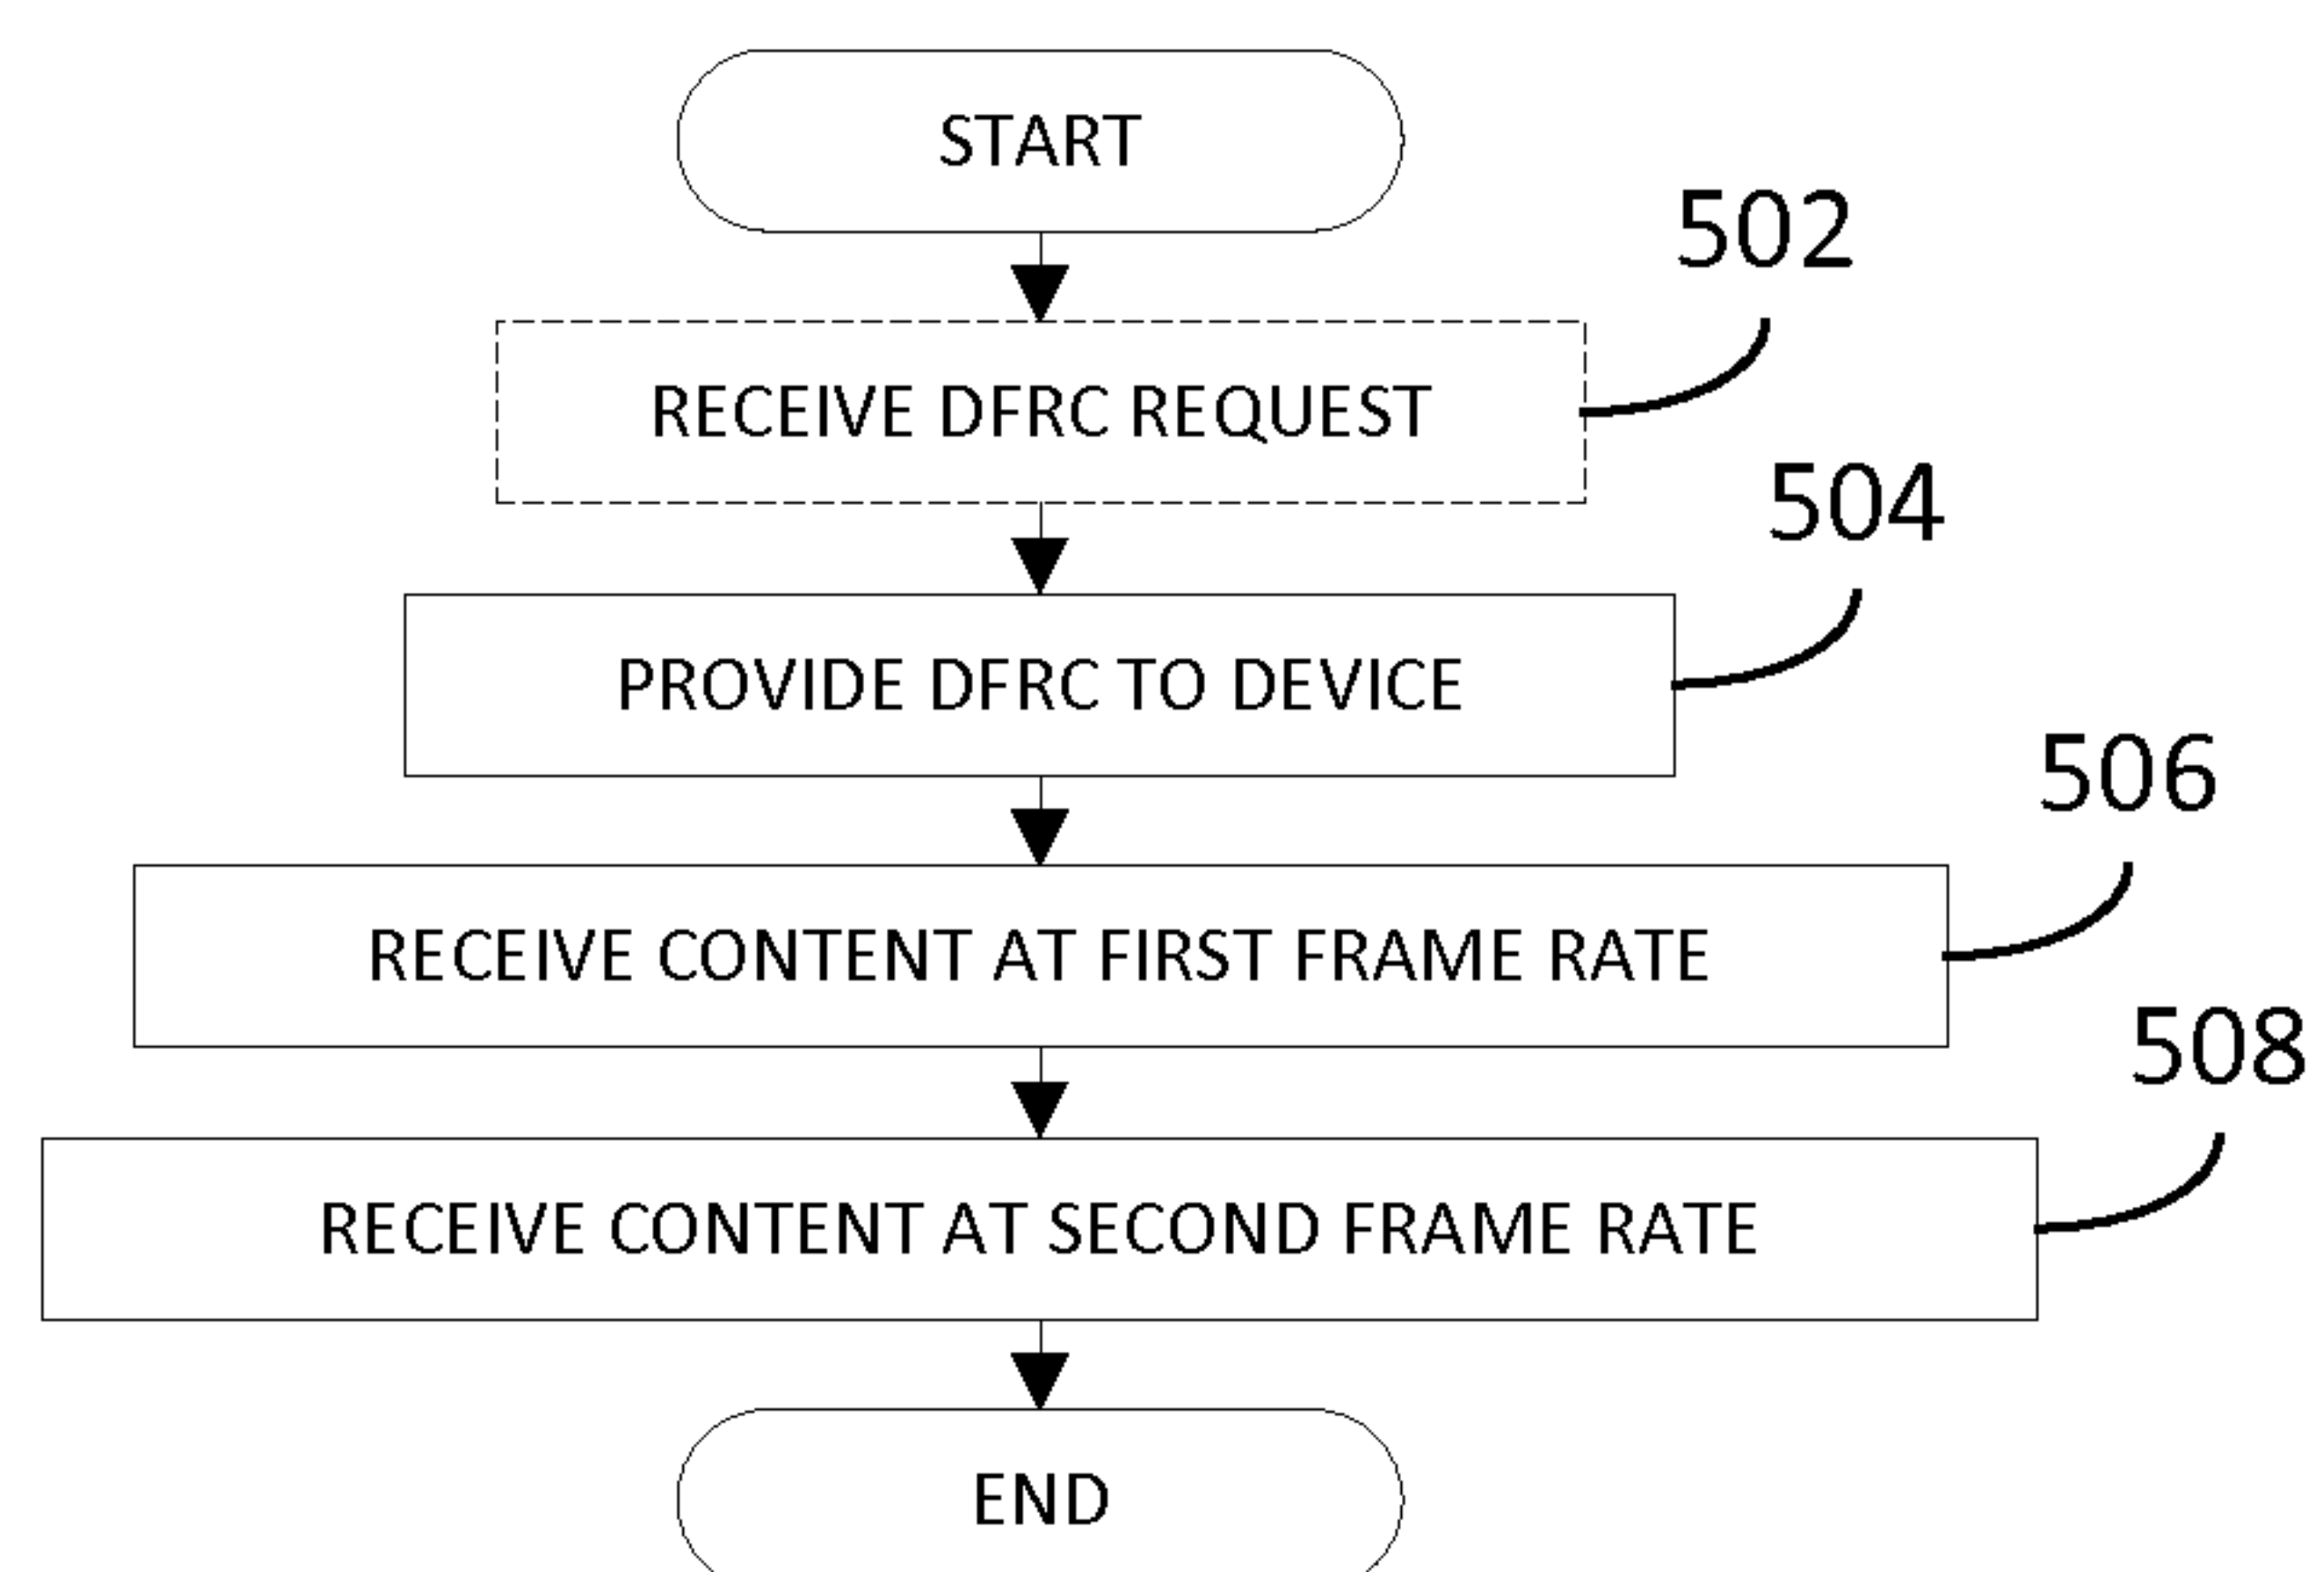 START
502
RECEIVE DFRC REQUEST
504
PROVIDE DFRC TO DEVICE
506
RECEIVE CONTENT AT FIRST FRAME RATE
508
RECEIVE CONTENT AT SECOND FRAME RATE
END